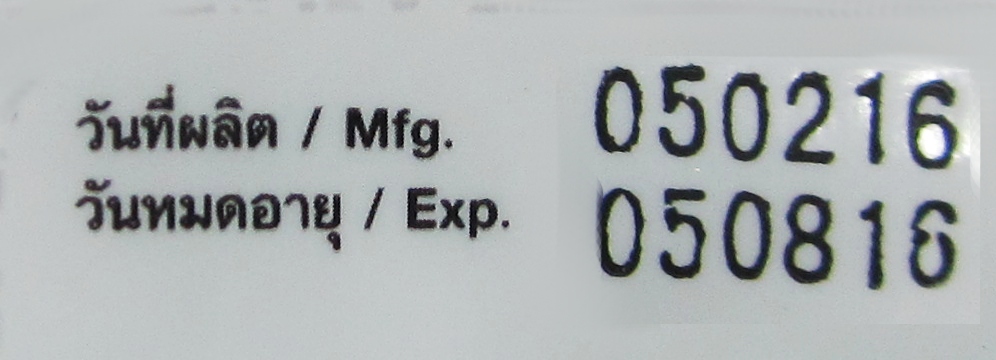 วันที่ผลิต / Mfg. 050216
วันหมดอายุ / Exp. 050816